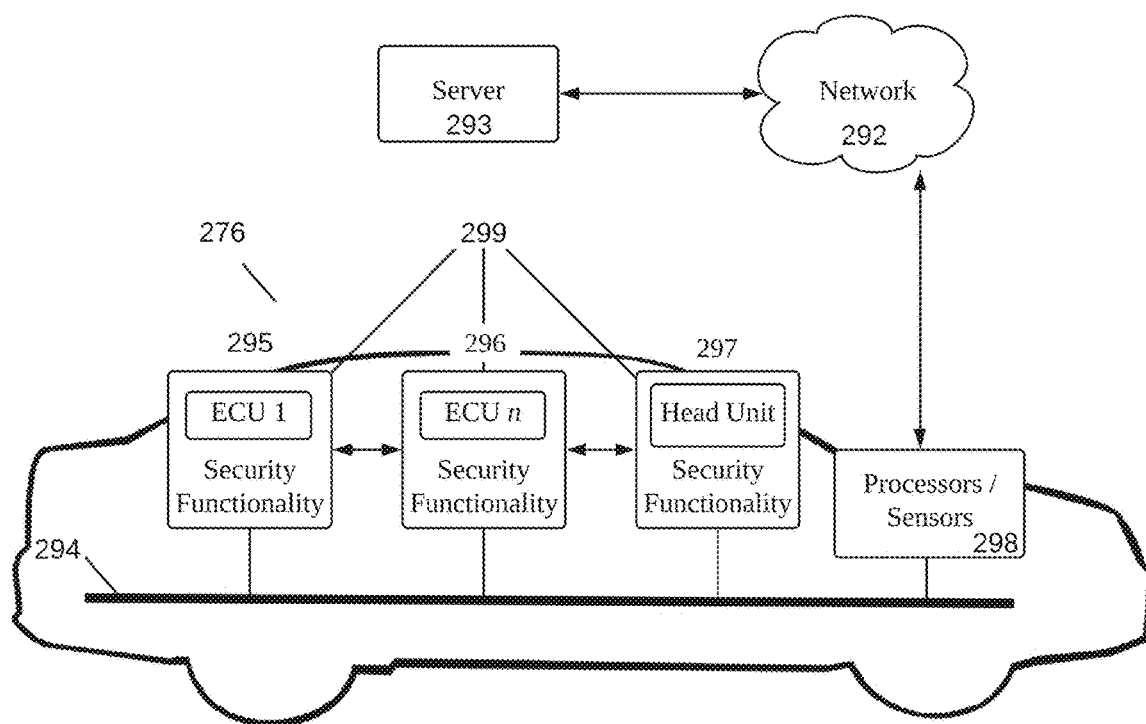 Server
293
Network
292
276
299
295
296
297
ECU 1
Security
Functionality
ECU n
Security
Functionality
Head Unit
Security
Functionality
Processors /
Sensors
298
294